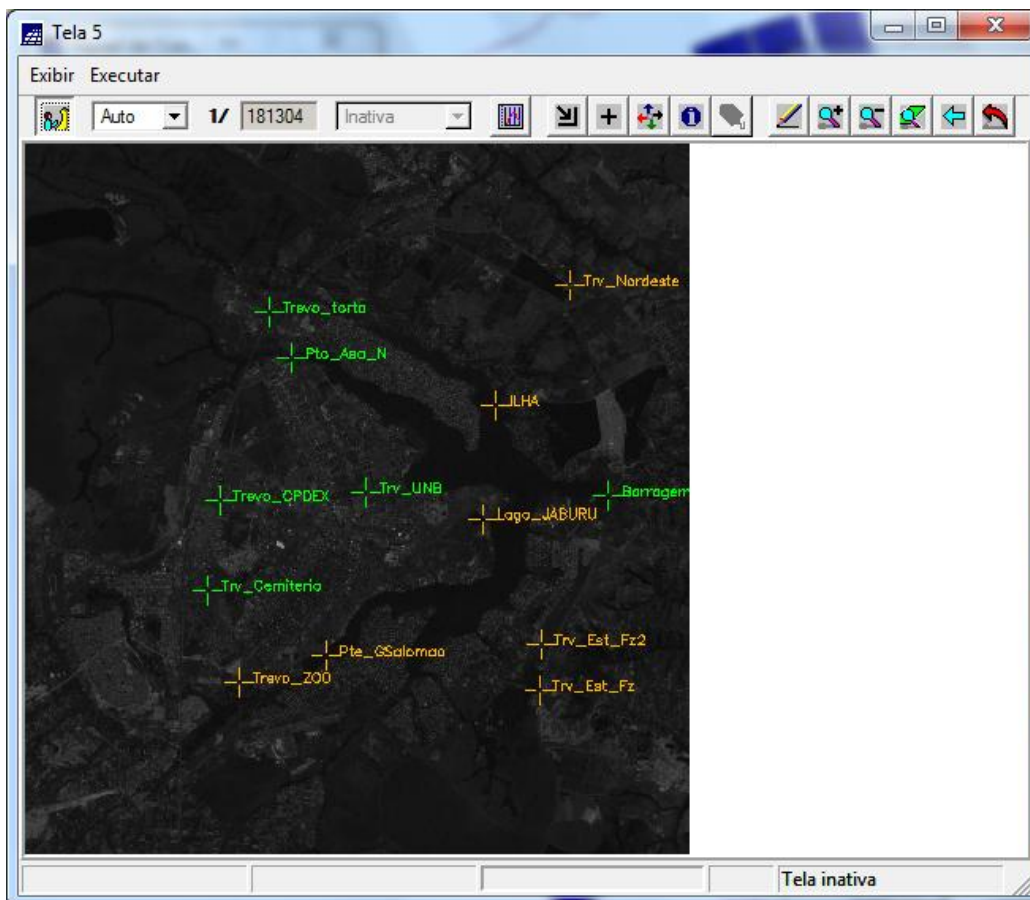 Tela 5
Exibir Executar
Auto 1/ 181304 Inativa
Trv_Nordeste
Trevo_torto
Pto_Asa_N
ILHA
Trv_UNB
Barragem
Trevo_CPDEX
Lago_JABURU
Trv_Cemiterio
Trv_Est_Fz2
Pte_GSalomao
Trevo_ZOO
Trv_Est_Fz
Tela inativa